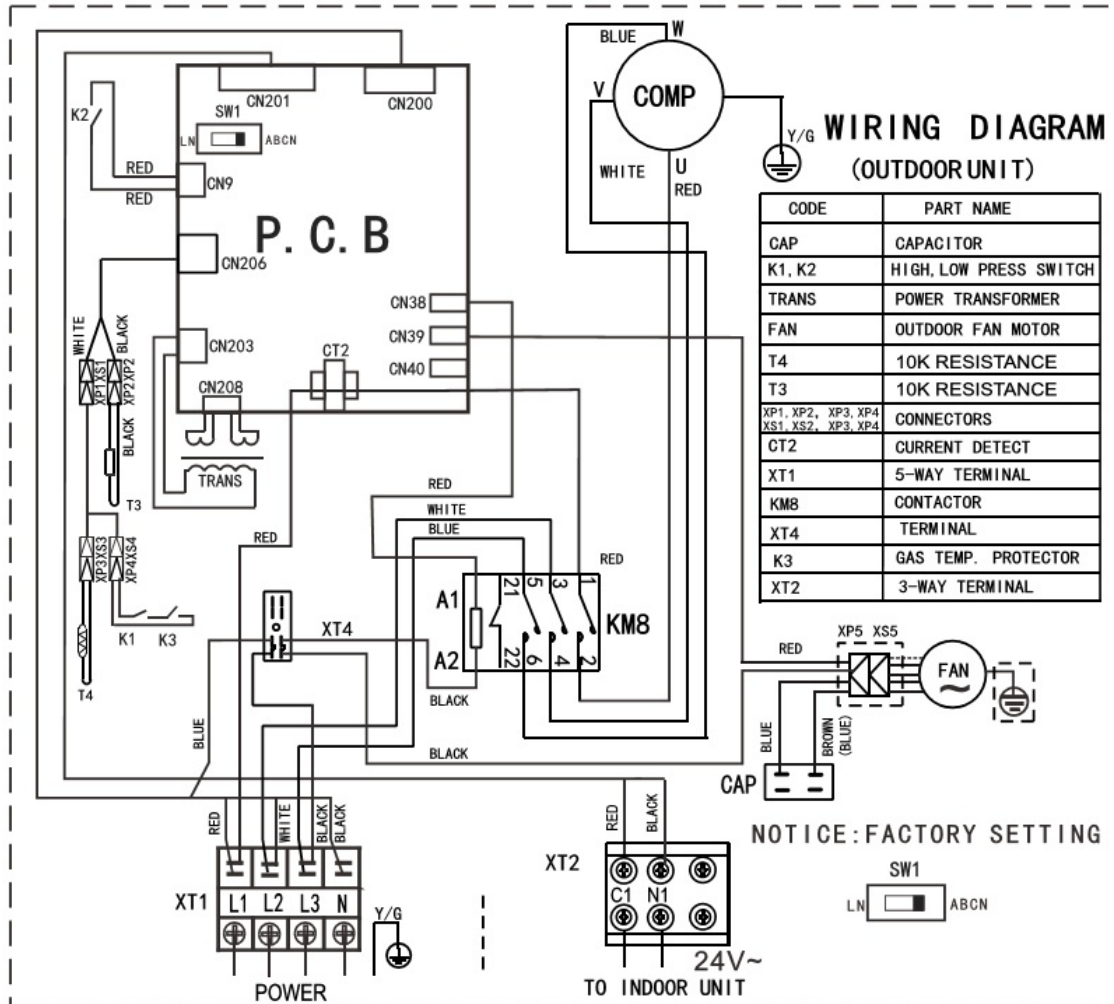 WIRING DIAGRAM
(OUTDOOR UNIT)
CODE PART NAME
CAP CAPACITOR
K1, K2 HIGH, LOW PRESS SWITCH
TRANS POWER TRANSFORMER
FAN OUTDOOR FAN MOTOR
T4 10K RESISTANCE
T3 10K RESISTANCE
XP1, XP2, XP3, XP4
XS1, XS2, XP3, XP4 CONNECTORS
CT2 CURRENT DETECT
XT1 5-WAY TERMINAL
KM8 CONTACTOR
XT4 TERMINAL
K3 GAS TEMP. PROTECTOR
XT2 3-WAY TERMINAL
BLUE
W
V
COMP
Y/G
WHITE
U
RED
CN201
CN200
K2
SW1
LN
ABCN
RED
RED
CN9
P.C.B
CN206
CN38
CN39
CN40
CN203
CT2
CN208
WHITE
BLACK
XP1XS1
XP2XP2
BLACK
T3
TRANS
RED
RED
WHITE
BLUE
RED
XP3XS3
XP4XS4
K1
K3
T4
XT4
A1
A2
21
5
3
1
22
6
4
2
KM8
BLACK
BLUE
BLACK
XP5 XS5
RED
FAN
~
BLUE
BROWN
(BLUE)
CAP
RED
WHITE
BLACK
BLACK
XT1
L1
L2
L3
N
Y/G
POWER
RED
BLACK
XT2
C1
N1
24V~
TO INDOOR UNIT
NOTICE:FACTORY SETTING
SW1
LN
ABCN